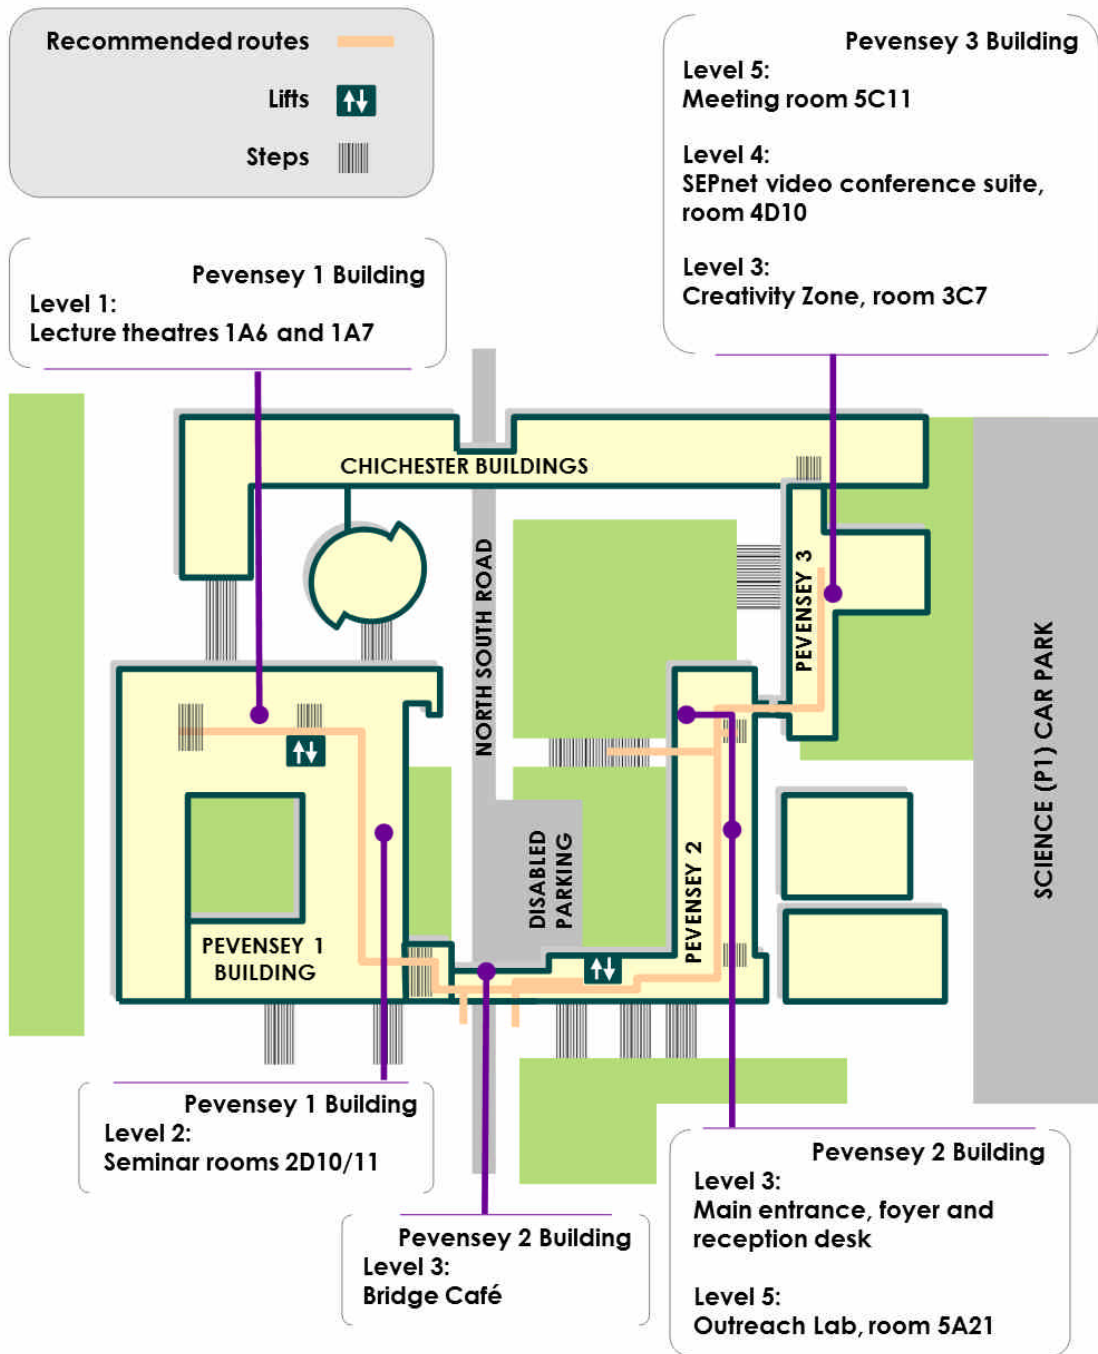 Recommended routes
Lifts
Steps
Pevensey 3 Building
Level 5:
Meeting room 5C11
Level 4:
SEPnet video conference suite,
room 4D10
Level 3:
Creativity Zone, room 3C7
Pevensey 1 Building
Level 1:
Lecture theatres 1A6 and 1A7
CHICHESTER BUILDINGS
NORTH SOUTH ROAD
PEVENSEY 3
SCIENCE (P1) CAR PARK
DISABLED
PARKING
PEVENSEY 2
PEVENSEY 1
BUILDING
Pevensey 1 Building
Level 2:
Seminar rooms 2D10/11
Pevensey 2 Building
Level 3:
Bridge Café
Pevensey 2 Building
Level 3:
Main entrance, foyer and
reception desk
Level 5:
Outreach Lab, room 5A21